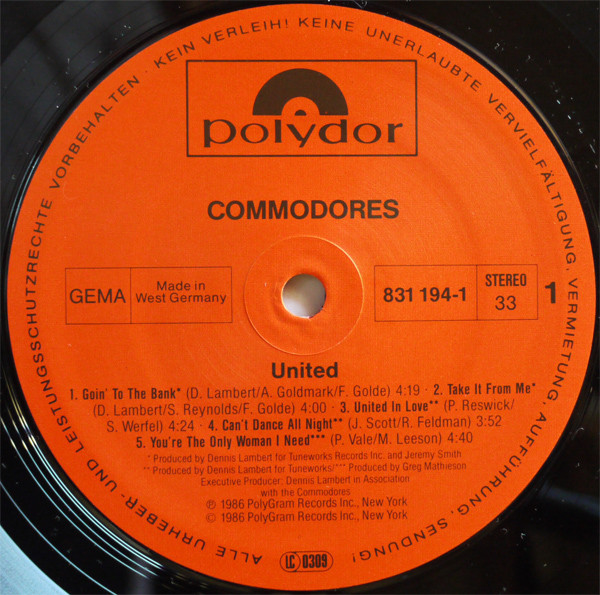 ALLE URHEBER- UND LEISTUNGSSCHUTZRECHTE VORBEHALTEN · KEIN VERLEIH! KEINE UNERLAUBTE VERVIELFÄLTIGUNG, VERMIETUNG, AUFFÜHRUNG, SENDUNG!
polydor
COMMODORES
GEMA
Made in
West Germany
831 194-1
STEREO
33
1
United
1. Goin' To The Bank* (D. Lambert/A. Goldmark/F. Golde) 4:19 · 2. Take It From Me*
(D. Lambert/S. Reynolds/F. Golde) 4:00 · 3. United In Love** (P. Reswick/
S. Werfel) 4:24 · 4. Can't Dance All Night** (J. Scott/R. Feldman) 3:52
5. You're The Only Woman I Need*** (P. Vale/M. Leeson) 4:40
* Produced by Dennis Lambert for Tuneworks Records Inc. and Jeremy Smith
** Produced by Dennis Lambert for Tuneworks/*** Produced by Greg Mathieson
Executive Producer: Dennis Lambert in Association
with the Commodores
℗ 1986 PolyGram Records Inc., New York
© 1986 PolyGram Records Inc., New York
LC 0309